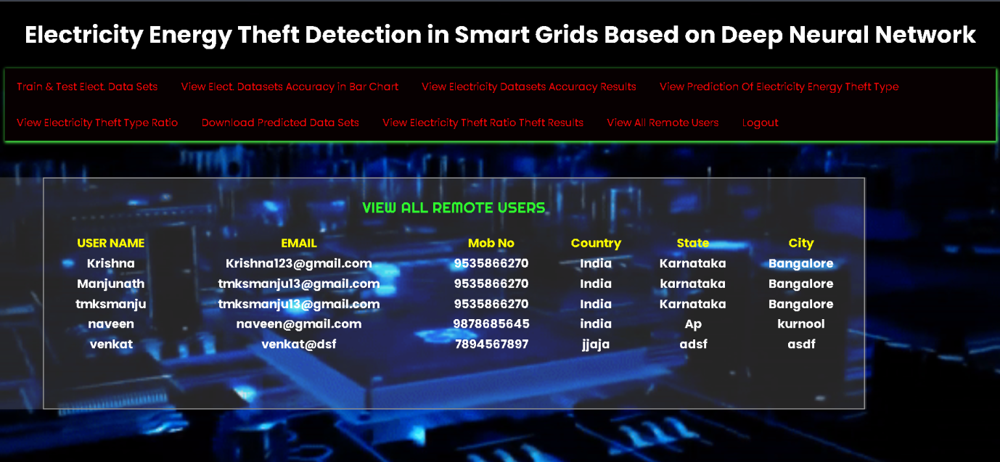 Electricity Energy Theft Detection in Smart Grids Based on Deep Neural Network
Train & Test Elect. Data Sets View Elect. Datasets Accuracy in Bar Chart View Electricity Datasets Accuracy Results View Prediction Of Electricity Energy Theft Type
View Electricity Theft Type Ratio Download Predicted Data Sets View Electricity Theft Ratio Theft Results View All Remote Users Logout
VIEW ALL REMOTE USERS.
USER NAME EMAIL Mob No Country State City
Krishna Krishna123@gmail.com 9535866270 India Karnataka Bangalore
Manjunath tmksmanju13@gmail.com 9535866270 India karnataka Bangalore
tmksmanju tmksmanju13@gmail.com 9535866270 India Karnataka Bangalore
naveen naveen@gmail.com 9878685645 india Ap kurnool
venkat venkat@dsf 7894567897 jjaja adsf asdf